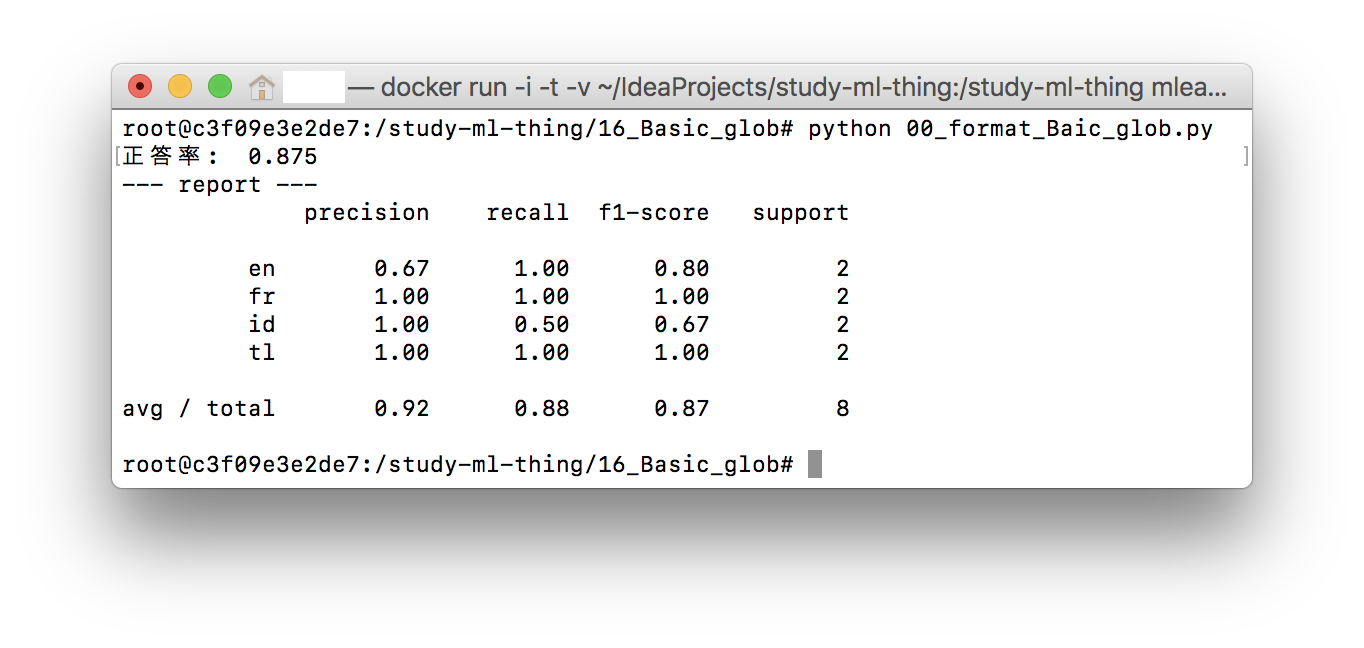 — docker run -i -t -v ~/IdeaProjects/study-ml-thing:/study-ml-thing mlea...
root@c3f09e3e2de7:/study-ml-thing/16_Basic_glob# python 00_format_Baic_glob.py
[正答率: 0.875 ]
--- report ---
precision recall f1-score support
en 0.67 1.00 0.80 2
fr 1.00 1.00 1.00 2
id 1.00 0.50 0.67 2
tl 1.00 1.00 1.00 2
avg / total 0.92 0.88 0.87 8
root@c3f09e3e2de7:/study-ml-thing/16_Basic_glob#